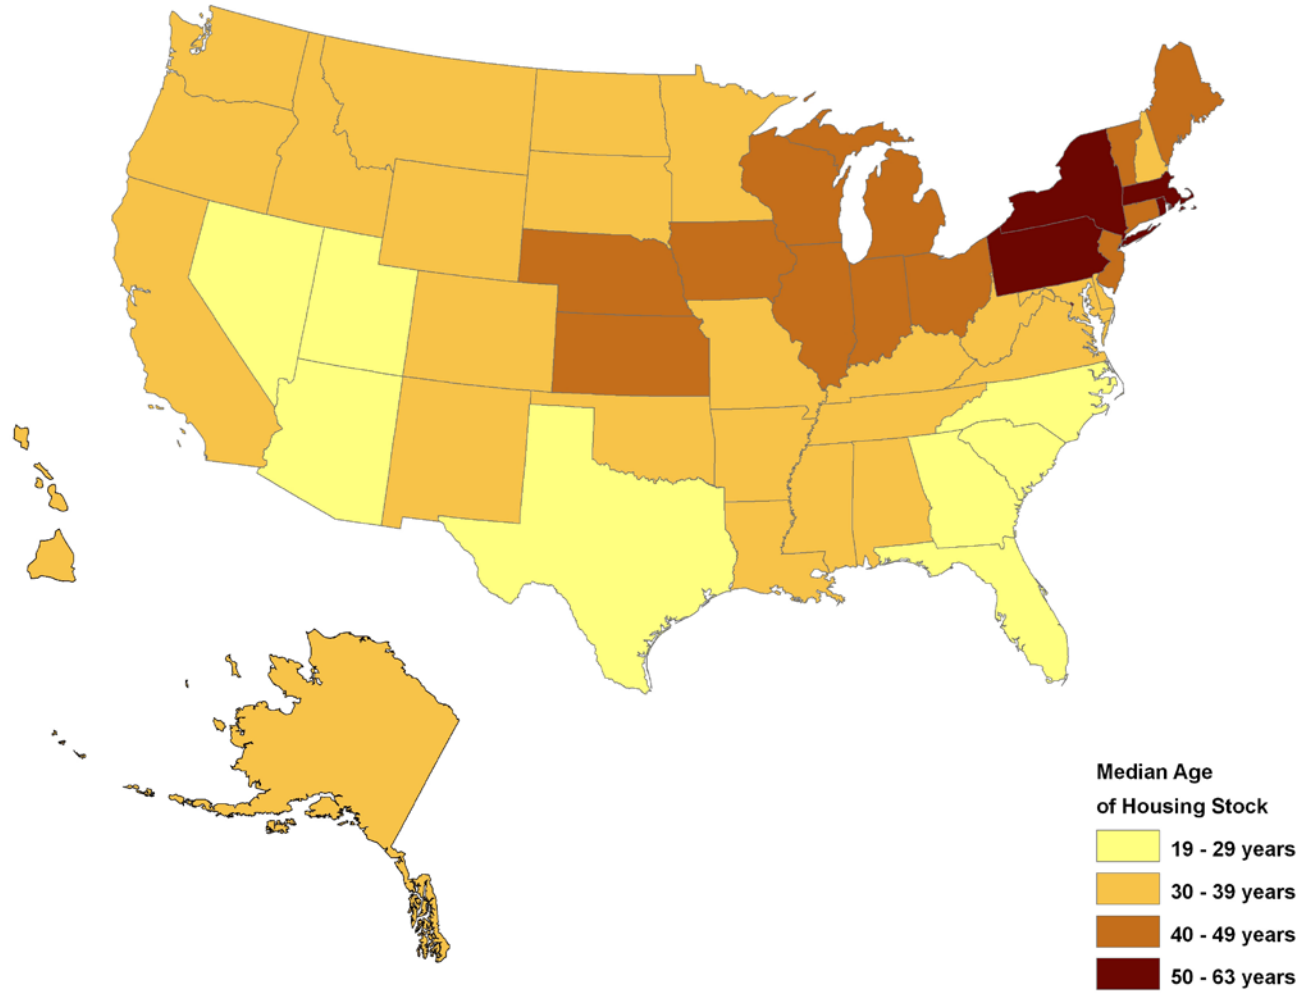 Median Age
of Housing Stock
19 - 29 years
30 - 39 years
40 - 49 years
50 - 63 years